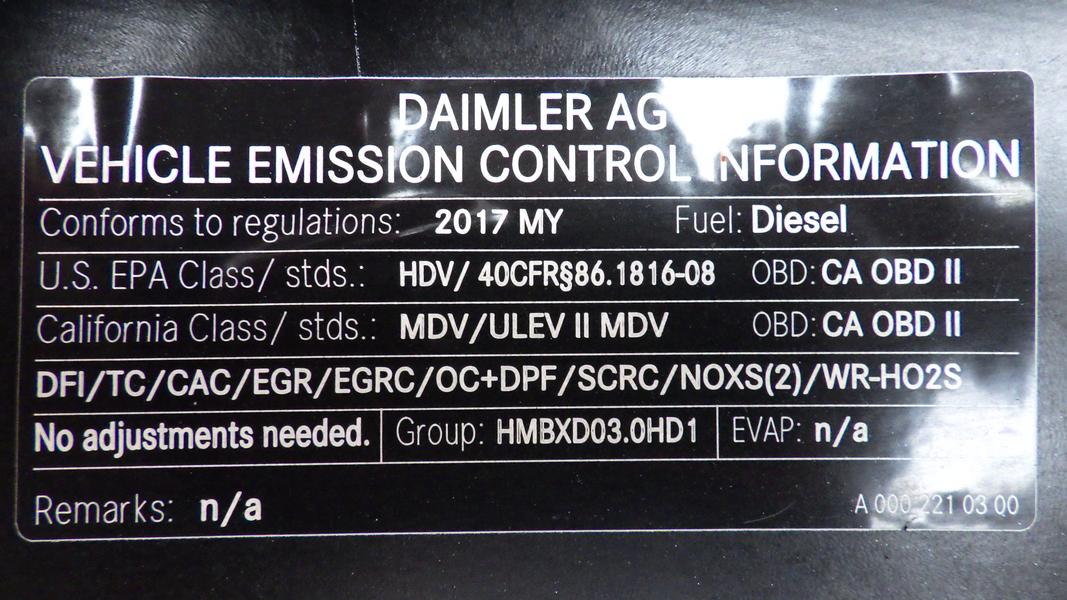 DAIMLER AG
VEHICLE EMISSION CONTROL INFORMATION
Conforms to regulations: 2017 MY Fuel: Diesel
U.S. EPA Class/ stds.: HDV/ 40CFR§86.1816-08 OBD: CA OBD II
California Class/ stds.: MDV/ULEV II MDV OBD: CA OBD II
DFI/TC/CAC/EGR/EGRC/OC+DPF/SCRC/NOXS(2)/WR-HO2S
No adjustments needed. Group: HMBXD03.0HD1 EVAP: n/a
Remarks: n/a A 000 221 03 00